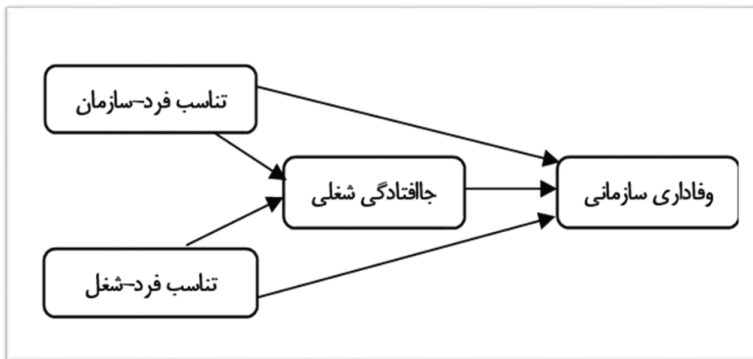 تناسب فرد-سازمان
جاافتادگی شغلی
وفاداری سازمانی
تناسب فرد-شغل